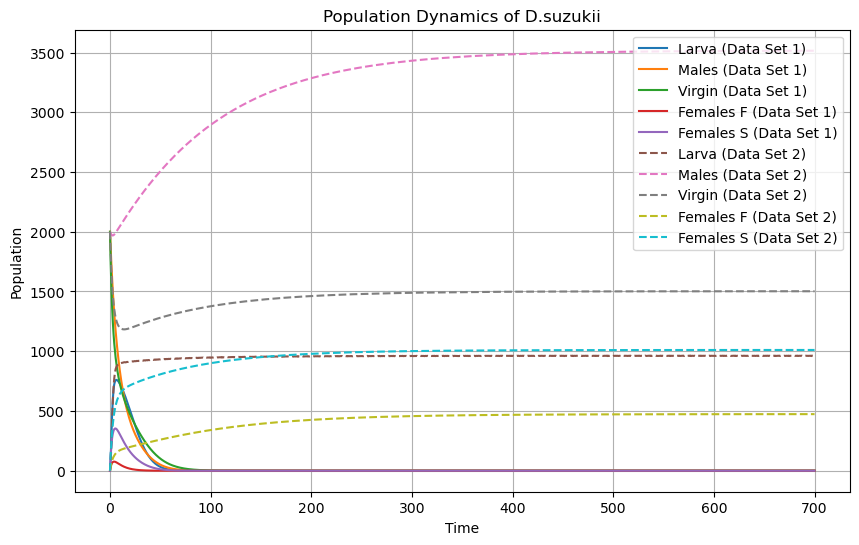 Population Dynamics of D.suzukii
Population
3500
3000
2500
2000
1500
1000
500
0
Larva (Data Set 1)
Males (Data Set 1)
Virgin (Data Set 1)
Females F (Data Set 1)
Females S (Data Set 1)
Larva (Data Set 2)
Males (Data Set 2)
Virgin (Data Set 2)
Females F (Data Set 2)
Females S (Data Set 2)
0 100 200 300 400 500 600 700
Time